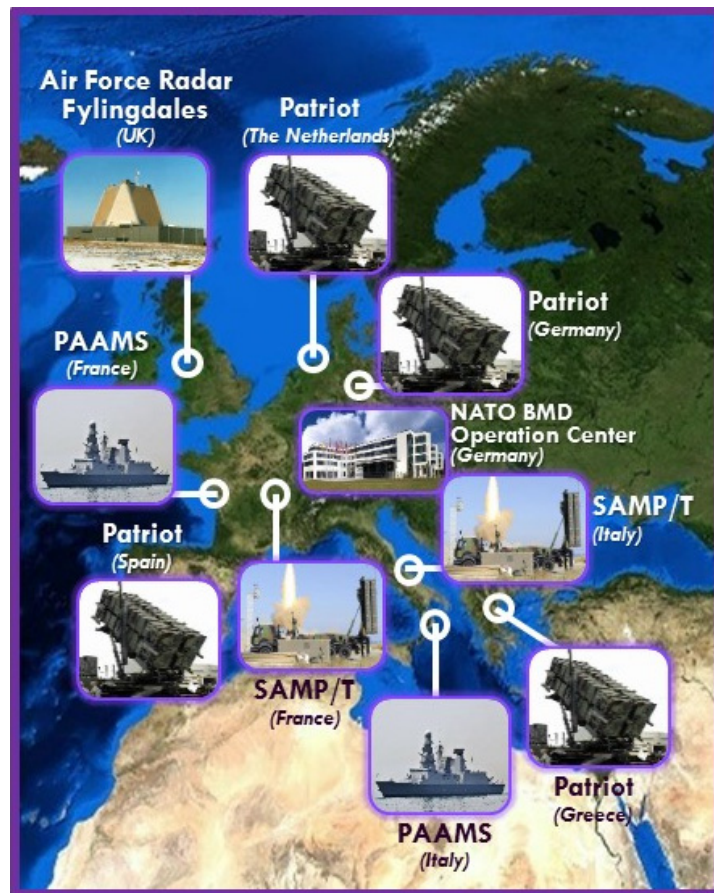 Air Force Radar
Fylingdales
(UK)
Patriot
(The Netherlands)
Patriot
(Germany)
PAAMS
(France)
NATO BMD
Operation Center
(Germany)
SAMP/T
(Italy)
Patriot
(Spain)
SAMP/T
(France)
Patriot
(Greece)
PAAMS
(Italy)